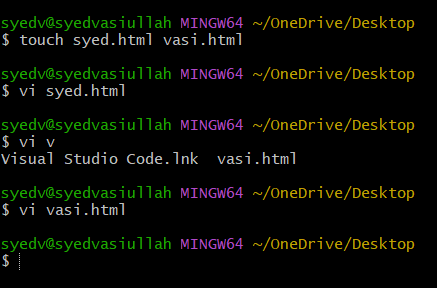 syedv@syedvasiullah MINGW64 ~/OneDrive/Desktop
$ touch syed.html vasi.html
syedv@syedvasiullah MINGW64 ~/OneDrive/Desktop
$ vi syed.html
syedv@syedvasiullah MINGW64 ~/OneDrive/Desktop
$ vi v
Visual Studio Code.lnk  vasi.html
syedv@syedvasiullah MINGW64 ~/OneDrive/Desktop
$ vi vasi.html
syedv@syedvasiullah MINGW64 ~/OneDrive/Desktop
$